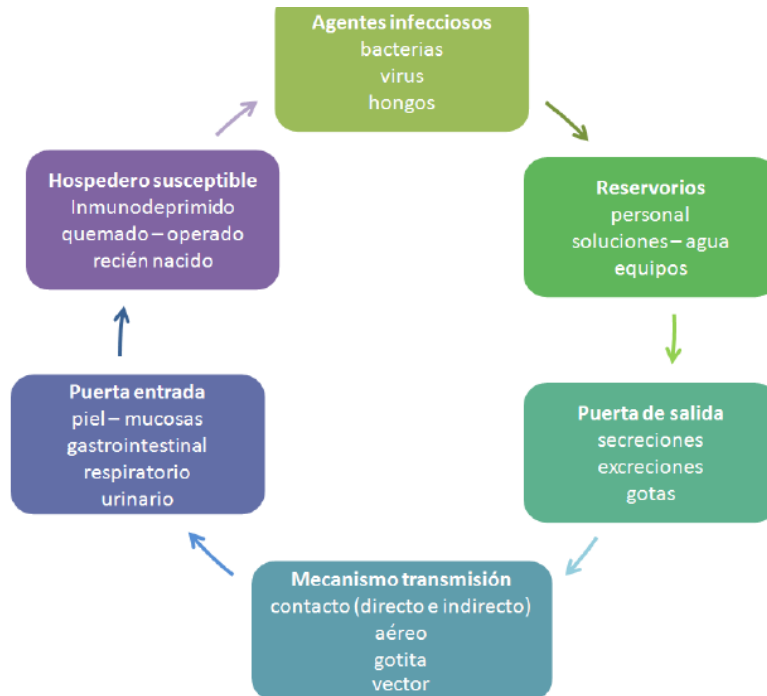 Agentes infecciosos
bacterias
virus
hongos
Reservorios
personal
soluciones – agua
equipos
Puerta de salida
secreciones
excreciones
gotas
Mecanismo transmisión
contacto (directo e indirecto)
aéreo
gotita
vector
Puerta entrada
piel – mucosas
gastrointestinal
respiratorio
urinario
Hospedero susceptible
Inmunodeprimido
quemado – operado
recién nacido